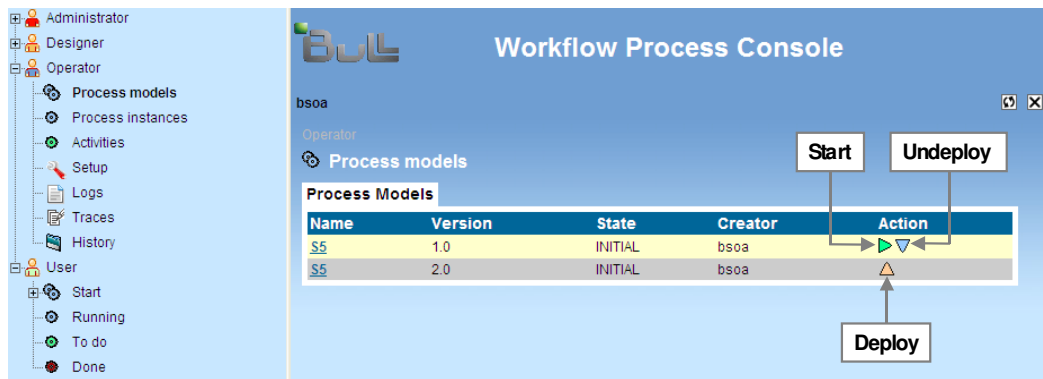 Administrator
Designer
Operator
Process models
Process instances
Activities
Setup
Logs
Traces
History
User
Start
Running
To do
Done
Bull
Workflow Process Console
bsoa
Operator
Process models
Start
Undeploy
Process Models
Name Version State Creator Action
S5 1.0 INITIAL bsoa
S5 2.0 INITIAL bsoa
Deploy